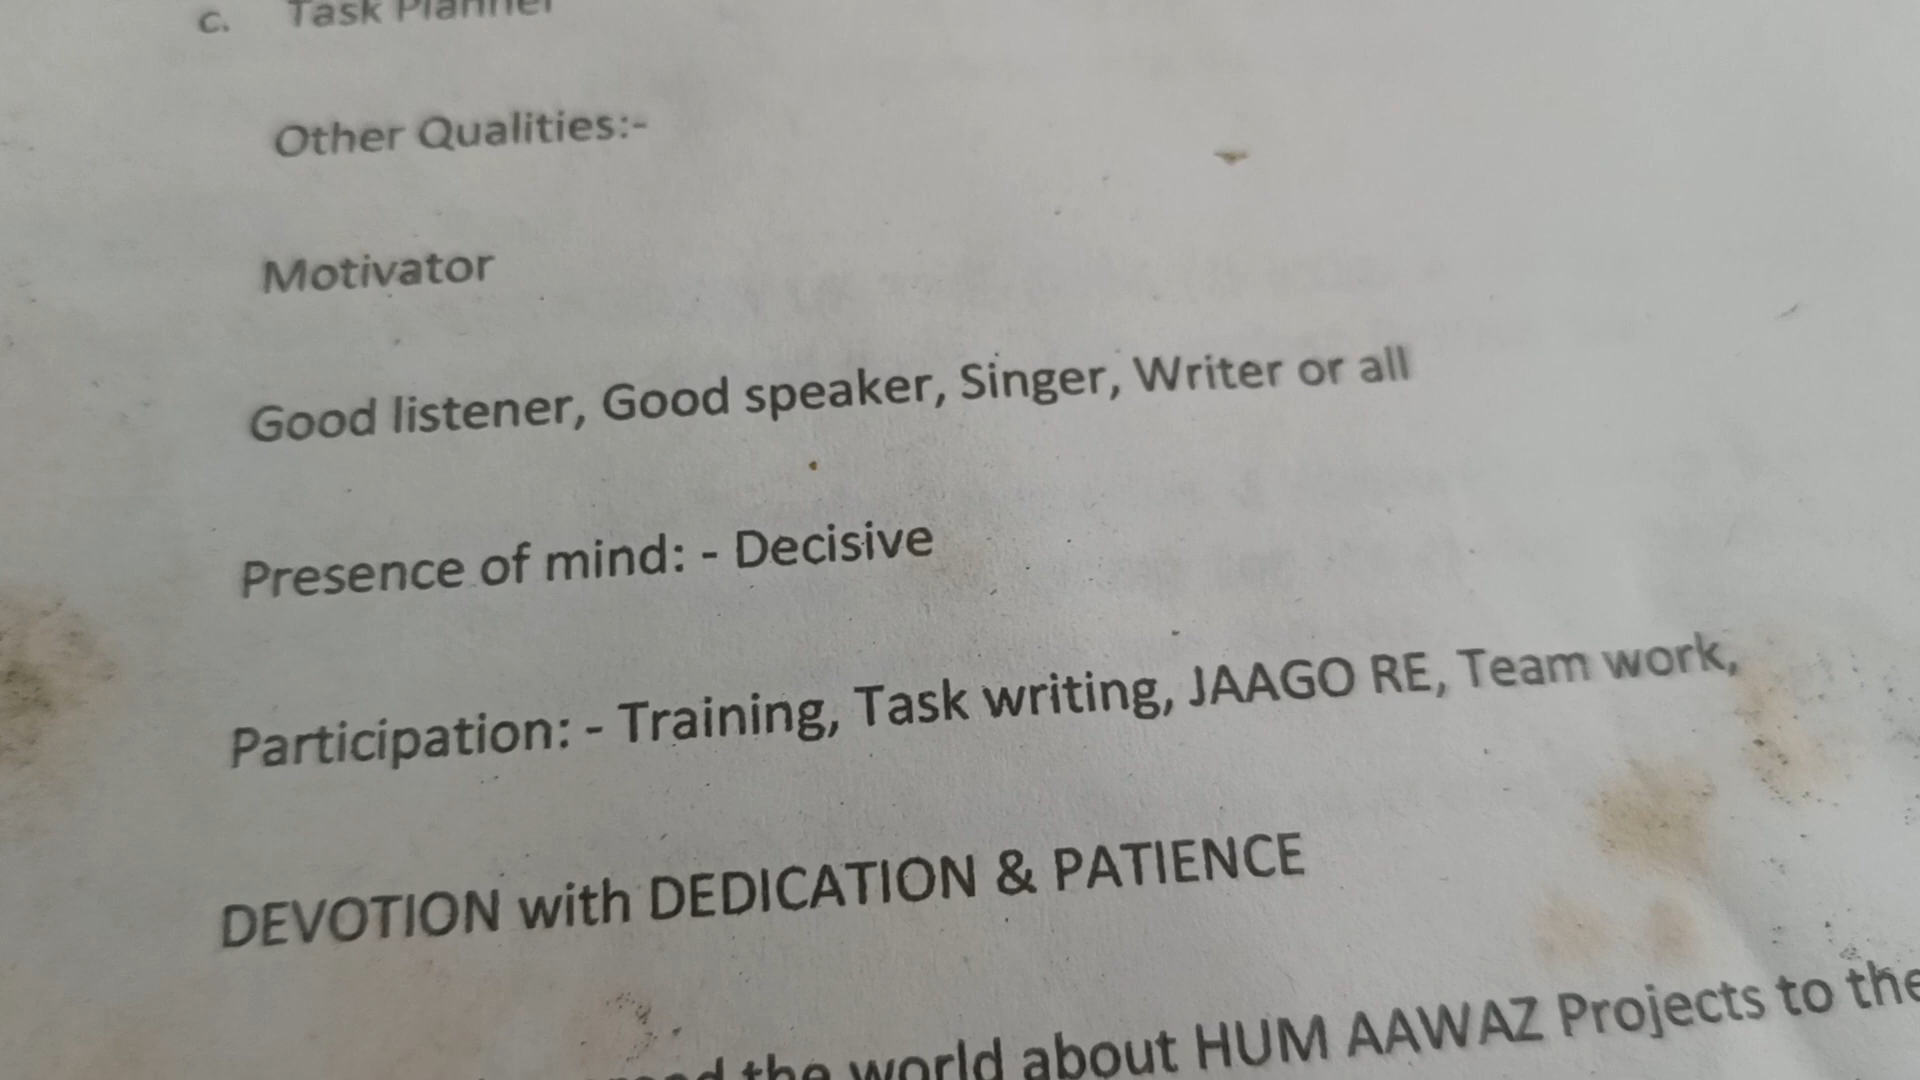 c. Task Planner
Other Qualities:-
Motivator
Good listener, Good speaker, Singer, Writer or all
Presence of mind: - Decisive
Participation: - Training, Task writing, JAAGO RE, Team work,
DEVOTION with DEDICATION & PATIENCE
the world about HUM AAWAZ Projects to the